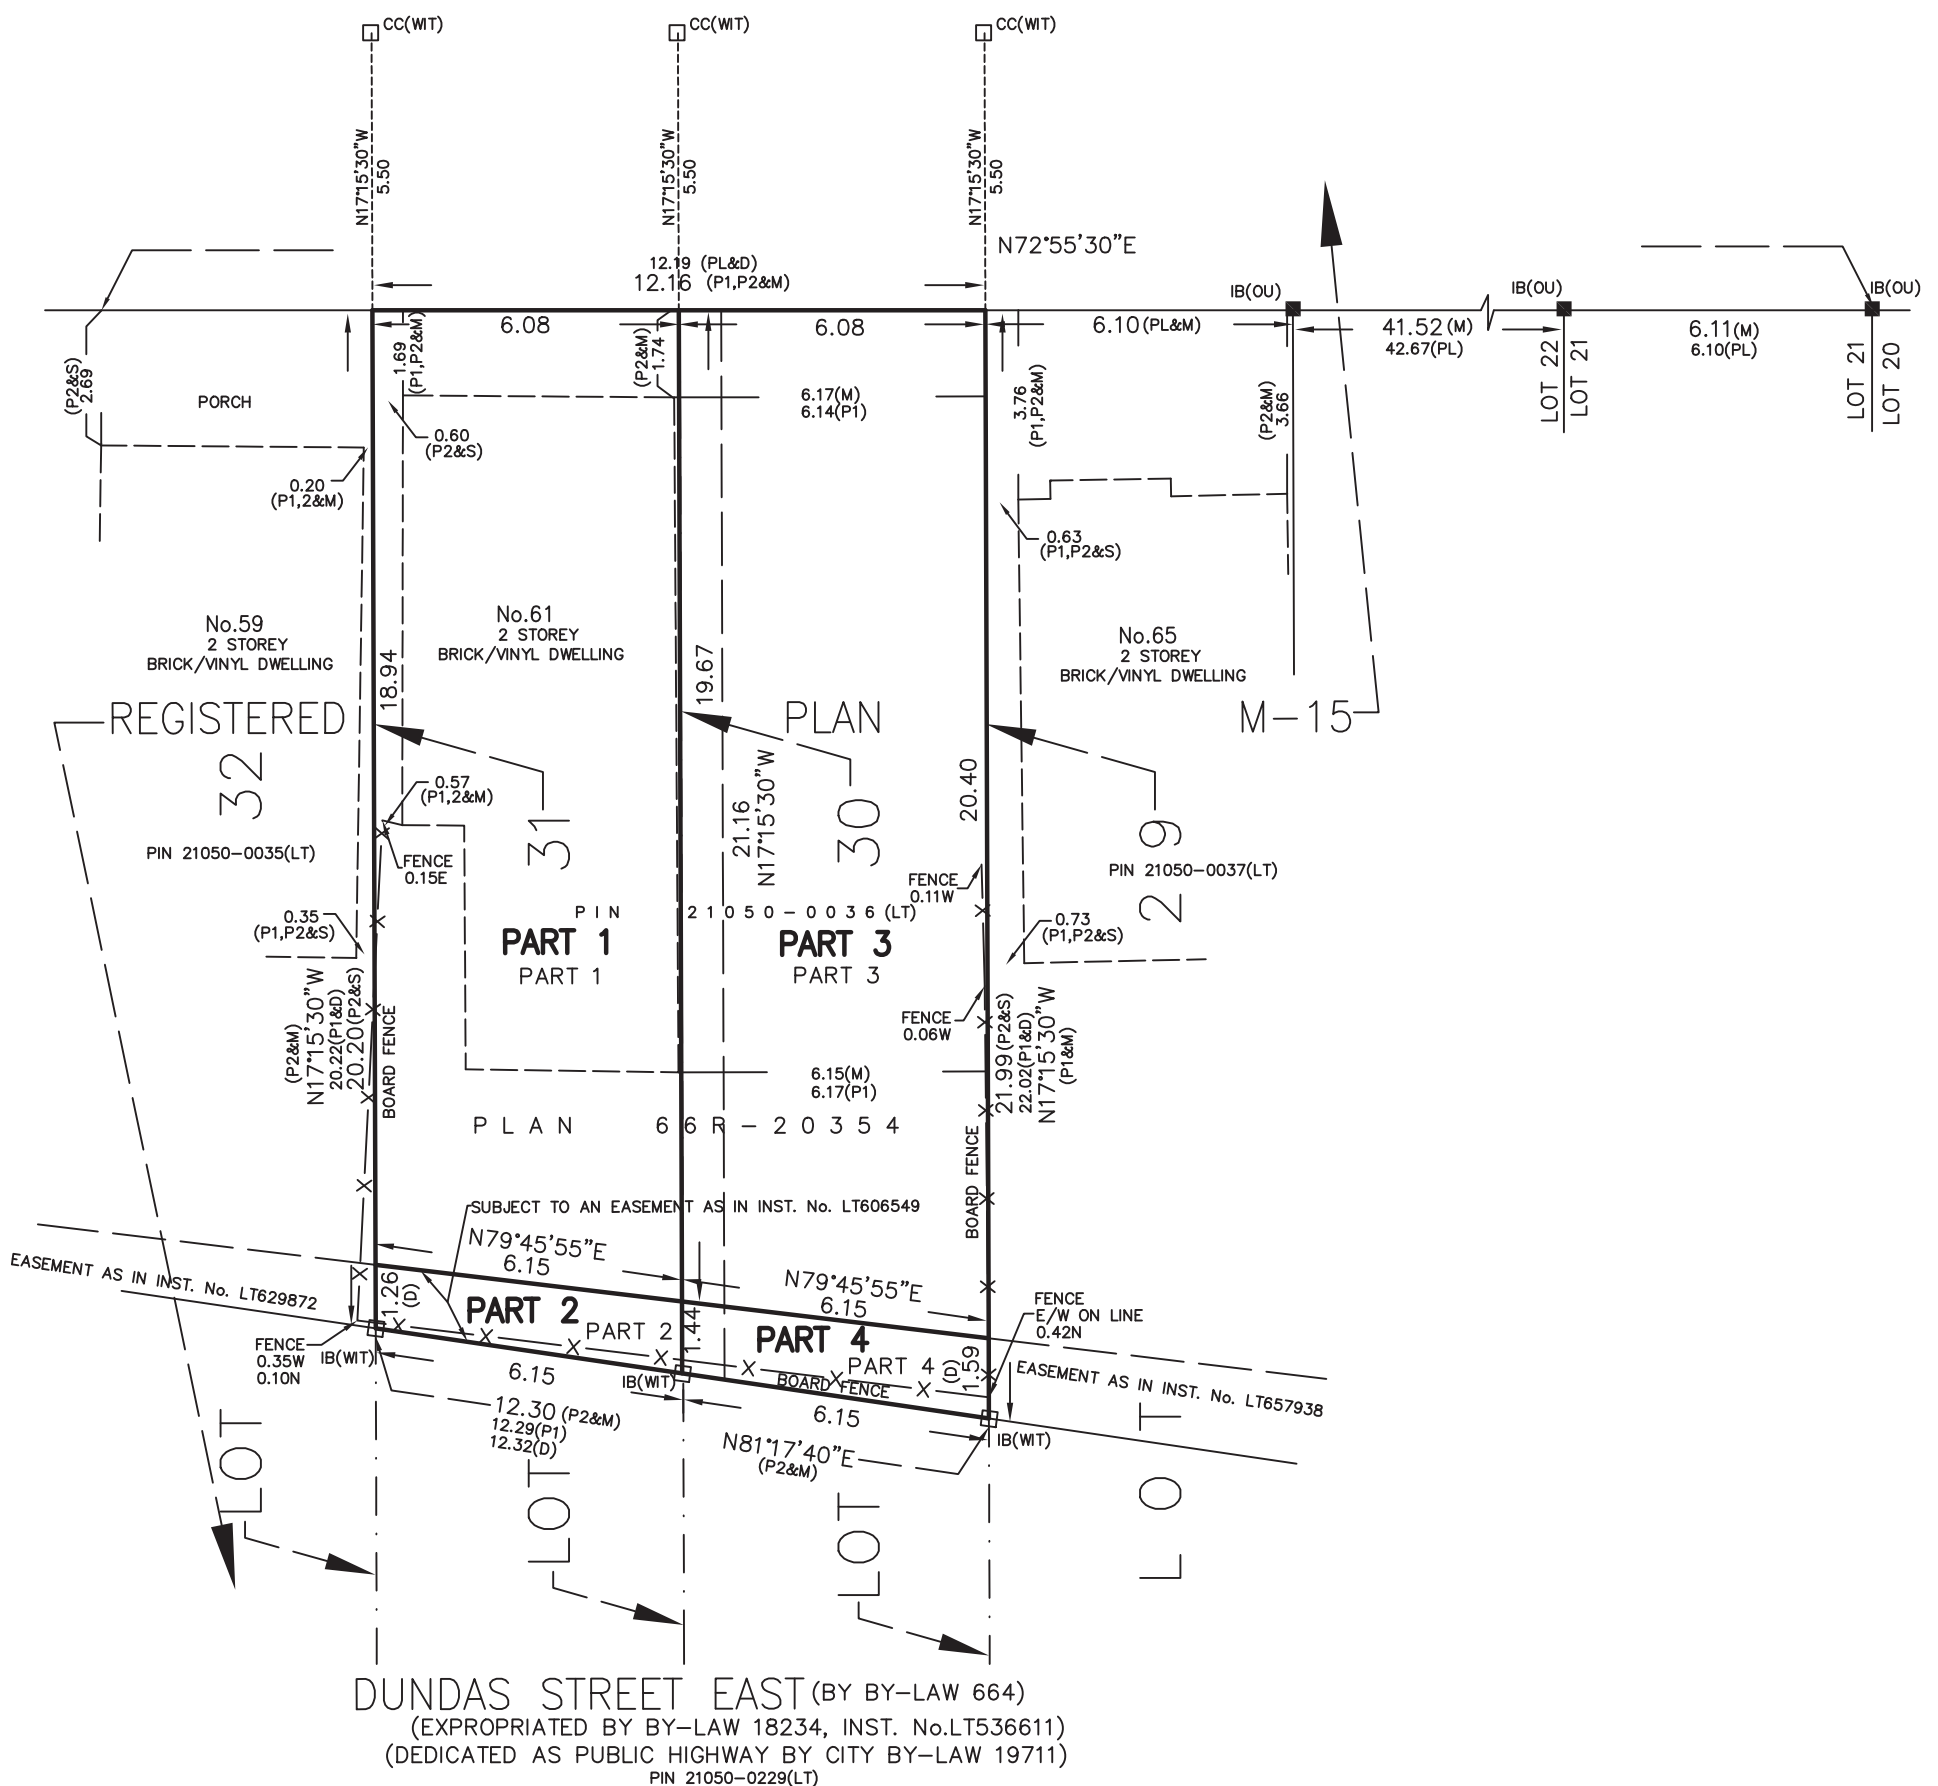 CC(WIT)
CC(WIT)
CC(WIT)
N17°15'30"W
5.50
N17°15'30"W
5.50
N17°15'30"W
5.50
N72°55'30"E
12.19 (PL&D)
12.16 (P1,P2&M)
IB(OU)
IB(OU)
IB(OU)
6.08
6.08
6.10(PL&M)
41.52(M)
42.67(PL)
6.11(M)
6.10(PL)
LOT 22
LOT 21
LOT 21
LOT 20
(P2&S)
2.69
PORCH
1.69
(P1,P2&M)
(P2&M)
1.74
0.60
(P2&S)
6.17(M)
6.14(P1)
3.76
(P1,P2&M)
(P2&M)
3.66
0.20
(P1,2&M)
0.63
(P1,P2&S)
No.59
2 STOREY
BRICK/VINYL DWELLING
No.61
2 STOREY
BRICK/VINYL DWELLING
No.65
2 STOREY
BRICK/VINYL DWELLING
18.94
19.67
REGISTERED
PLAN
M-15
32
31
30
29
0.57
(P1,2&M)
21.16
N17°15'30"W
20.40
PIN 21050-0035(LT)
FENCE
0.15E
FENCE
0.11W
PIN 21050-0037(LT)
0.35
(P1,P2&S)
PIN 21050-0036(LT)
0.73
(P1,P2&S)
PART 1
PART 1
PART 3
PART 3
(P2&M)
N17°15'30"W
20.22(P1&D)
20.20(P2&S)
BOARD FENCE
FENCE
0.06W
21.99(P2&S)
22.02(P1&D)
N17°15'30"W
(P1&M)
6.15(M)
6.17(P1)
PLAN 66R-20354
BOARD FENCE
SUBJECT TO AN EASEMENT AS IN INST. No. LT606549
N79°45'55"E
6.15
N79°45'55"E
6.15
EASEMENT AS IN INST. No. LT629872
1.26
(D)
PART 2
PART 2
1.44
PART 4
PART 4
(D)
1.59
BOARD FENCE
FENCE
E/W ON LINE
0.42N
EASEMENT AS IN INST. No. LT657938
FENCE
0.35W
0.10N
IB(WIT)
6.15
IB(WIT)
6.15
IB(WIT)
12.30 (P2&M)
12.29(P1)
12.32(D)
N81°17'40"E
(P2&M)
LOT
LOT
LOT
LOT
DUNDAS STREET EAST (BY BY-LAW 664)
(EXPROPRIATED BY BY-LAW 18234, INST. No.LT536611)
(DEDICATED AS PUBLIC HIGHWAY BY CITY BY-LAW 19711)
PIN 21050-0229(LT)